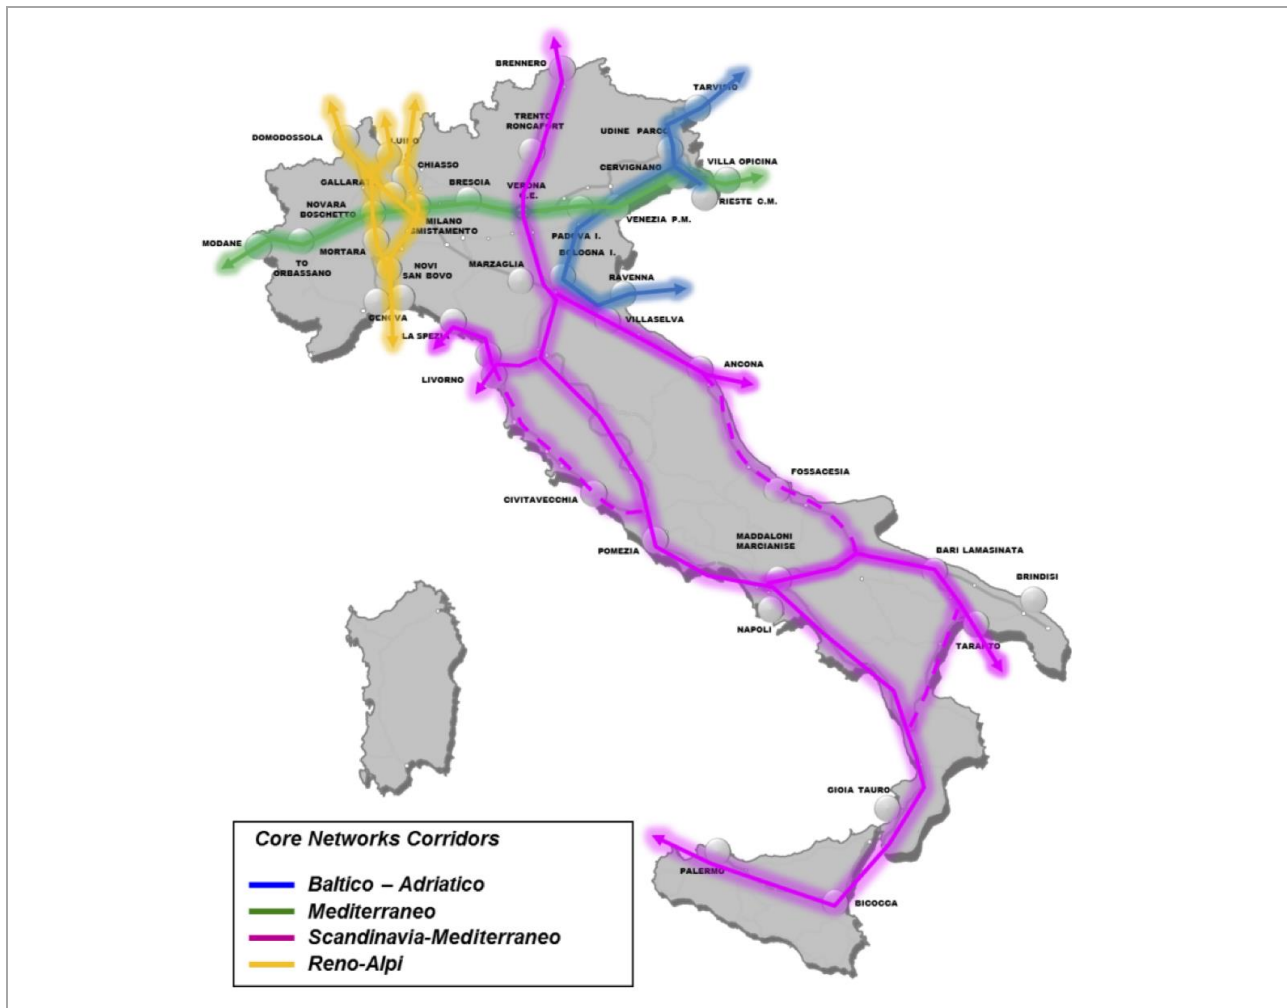 BRENNERO
TARVISIO
TRENTO
RONCAFORT
UDINE PARCO
DOMODOSSOLA
LUINO
CHIASSO
CERVIGNANO
VILLA OPICINA
GALLARAT
BRESCIA
VERONA
Q.E.
NOVARA
BOSCHETTO
RIESTE C.M.
MILANO
SMISTAMENTO
VENEZIA P.M.
PADOVA I.
MODANE
MORTARA
BOLOGNA I.
TO
ORBASSANO
NOVI
SAN BOVO
MARZAGLIA
RAVENNA
GENOVA
VILLASELVA
LA SPEZIA
ANCONA
LIVORNO
FOSSACESIA
CIVITAVECCHIA
MADDALONI
MARCIANISE
POMEZIA
BARI LAMASINATA
BRINDISI
NAPOLI
TARANTO
GIOIA TAURO
PALERMO
BICOCCA
Core Networks Corridors
Baltico – Adriatico
Mediterraneo
Scandinavia-Mediterraneo
Reno-Alpi